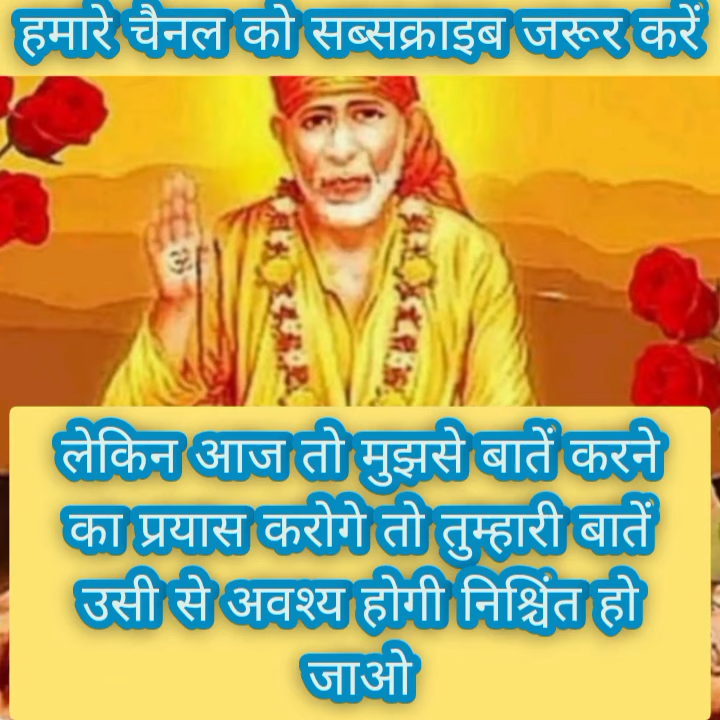 हमारे चैनल को सब्सक्राइब जरूर करें
ॐ
लेकिन आज तो मुझसे बातें करने
का प्रयास करोगे तो तुम्हारी बातें
उसी से अवश्य होगी निश्चिंत हो
जाओ